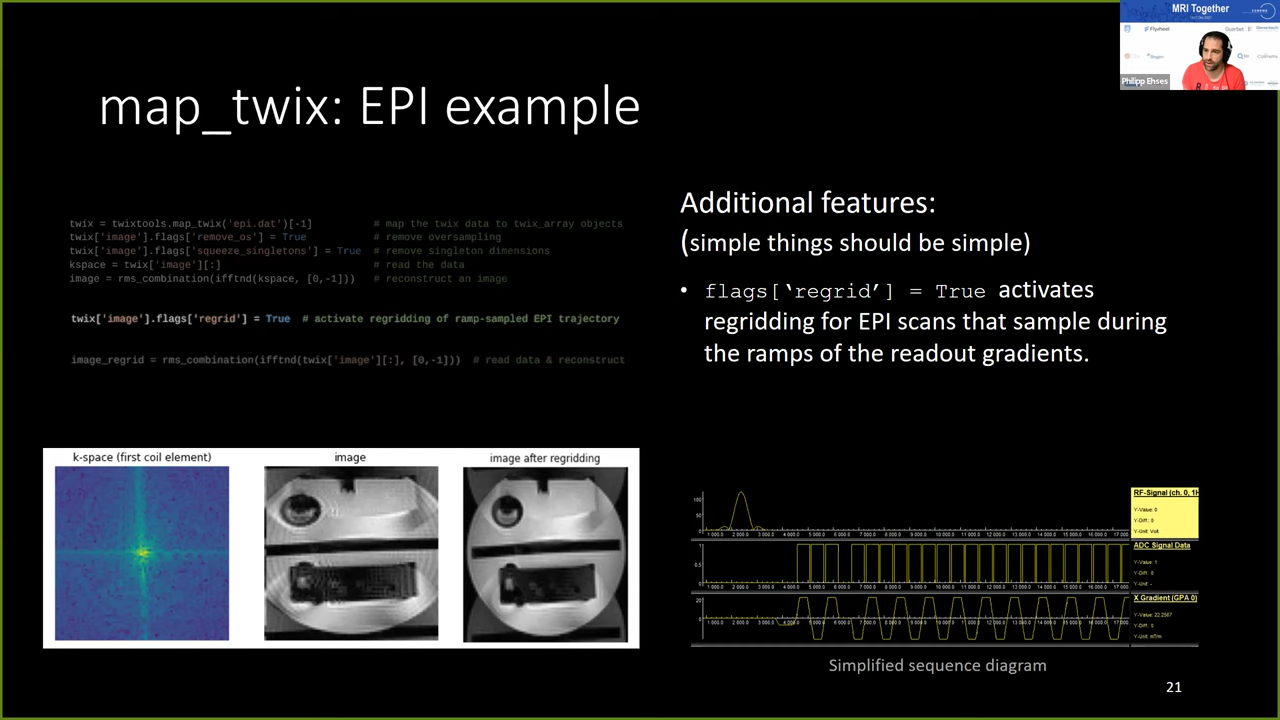 MRI Together
Flywheel
Philipp Ehses
map_twix: EPI example
twix = twixtools.map_twix('epi.dat')[-1] # map the twix data to twix_array objects
twix['image'].flags['remove_os'] = True # remove oversampling
twix['image'].flags['squeeze_singletons'] = True # remove singleton dimensions
kspace = twix['image'][:] # read the data
image = rms_combination(ifftnd(kspace, [0,-1])) # reconstruct an image
twix['image'].flags['regrid'] = True # activate regridding of ramp-sampled EPI trajectory
image_regrid = rms_combination(ifftnd(twix['image'][:], [0,-1])) # read data & reconstruct
Additional features:
(simple things should be simple)
• flags[‘regrid’] = True activates
regridding for EPI scans that sample during
the ramps of the readout gradients.
k-space (first coil element)
image
image after regridding
RF-Signal (ch. 0, 1H
Y-Value: 0
Y-Diff.: 0
Y-Unit: Volt
ADC Signal Data
Y-Value: 1
Y-Diff.: 0
Y-Unit: -
X Gradient (GPA 0)
Y-Value: 22.2567
Y-Diff.: 0
Y-Unit: mT/m
Simplified sequence diagram
21